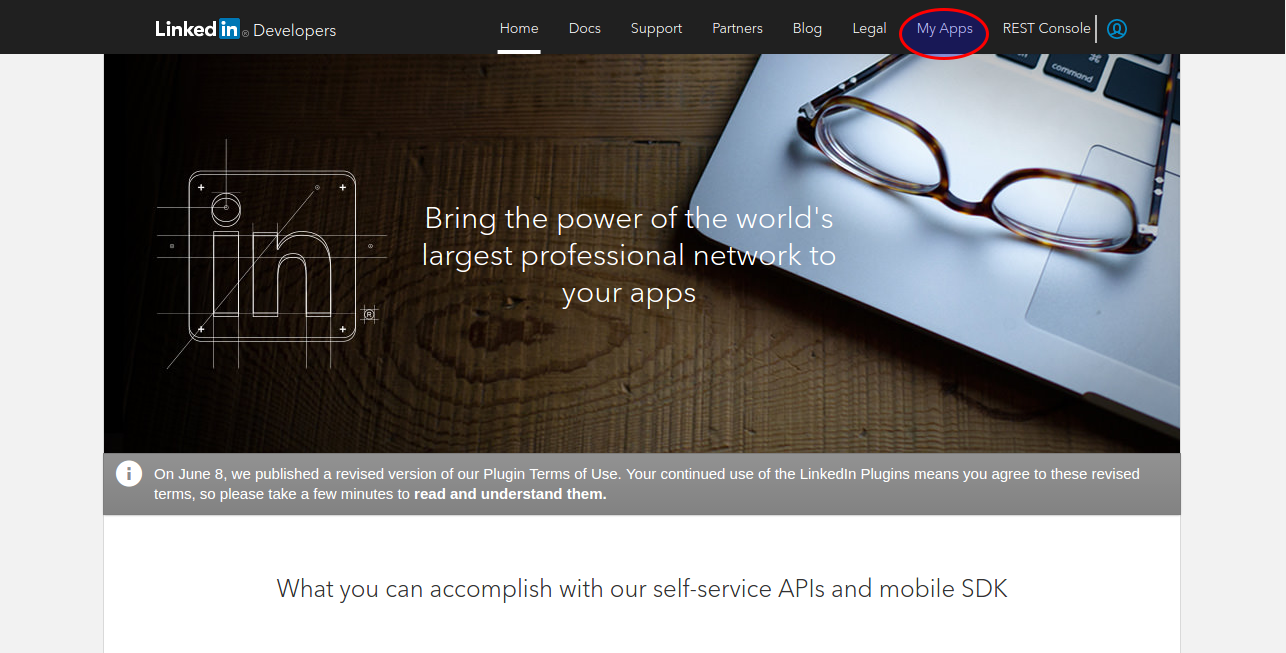 Linked in ® Developers
Home Docs Support Partners Blog Legal My Apps REST Console
⌘
command
in ®
Bring the power of the world's
largest professional network to
your apps
i
On June 8, we published a revised version of our Plugin Terms of Use. Your continued use of the LinkedIn Plugins means you agree to these revised
terms, so please take a few minutes to read and understand them.
What you can accomplish with our self-service APIs and mobile SDK